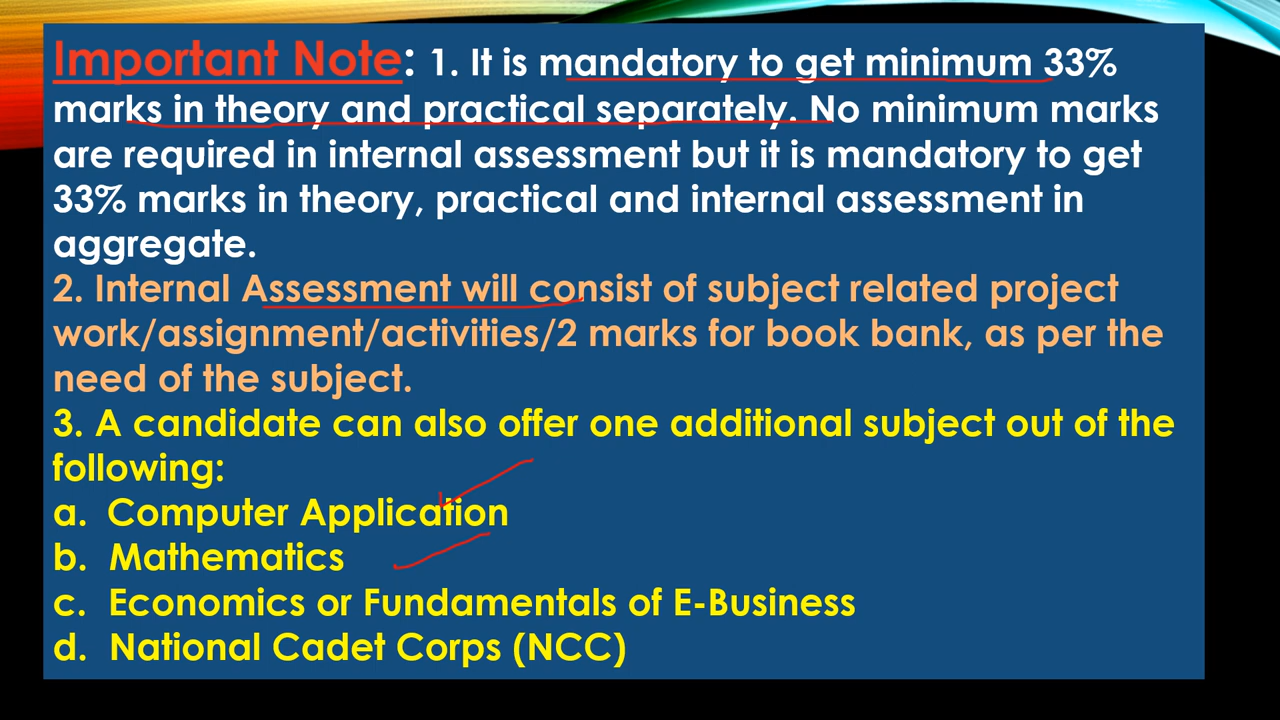 Important Note: 1. It is mandatory to get minimum 33%
marks in theory and practical separately. No minimum marks
are required in internal assessment but it is mandatory to get
33% marks in theory, practical and internal assessment in
aggregate.
2. Internal Assessment will consist of subject related project
work/assignment/activities/2 marks for book bank, as per the
need of the subject.
3. A candidate can also offer one additional subject out of the
following:
a. Computer Application
b. Mathematics
c. Economics or Fundamentals of E-Business
d. National Cadet Corps (NCC)